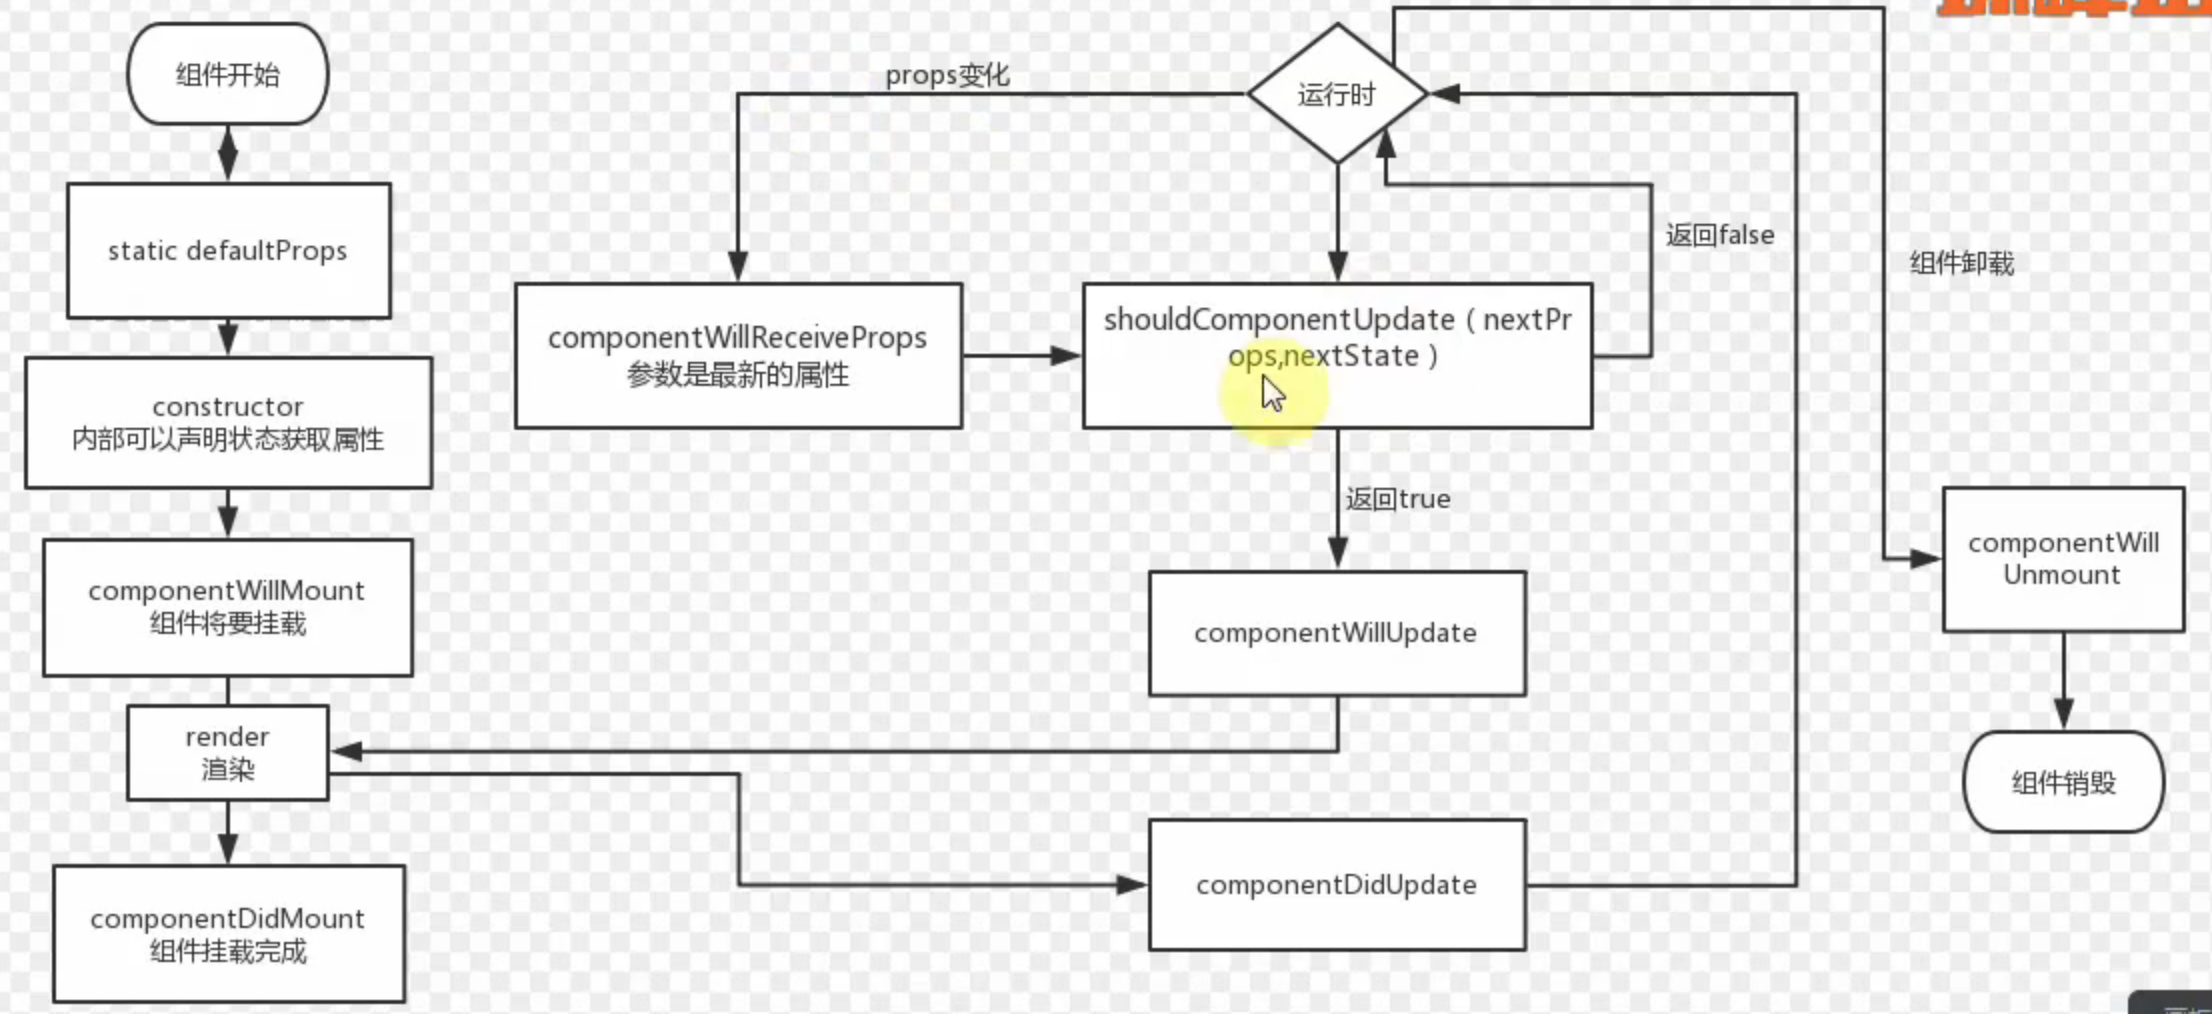 组件开始
static defaultProps
constructor
内部可以声明状态获取属性
componentWillMount
组件将要挂载
render
渲染
componentDidMount
组件挂载完成
props变化
运行时
componentWillReceiveProps
参数是最新的属性
shouldComponentUpdate（nextPr
ops,nextState）
返回false
返回true
componentWillUpdate
componentDidUpdate
组件卸载
componentWill
Unmount
组件销毁